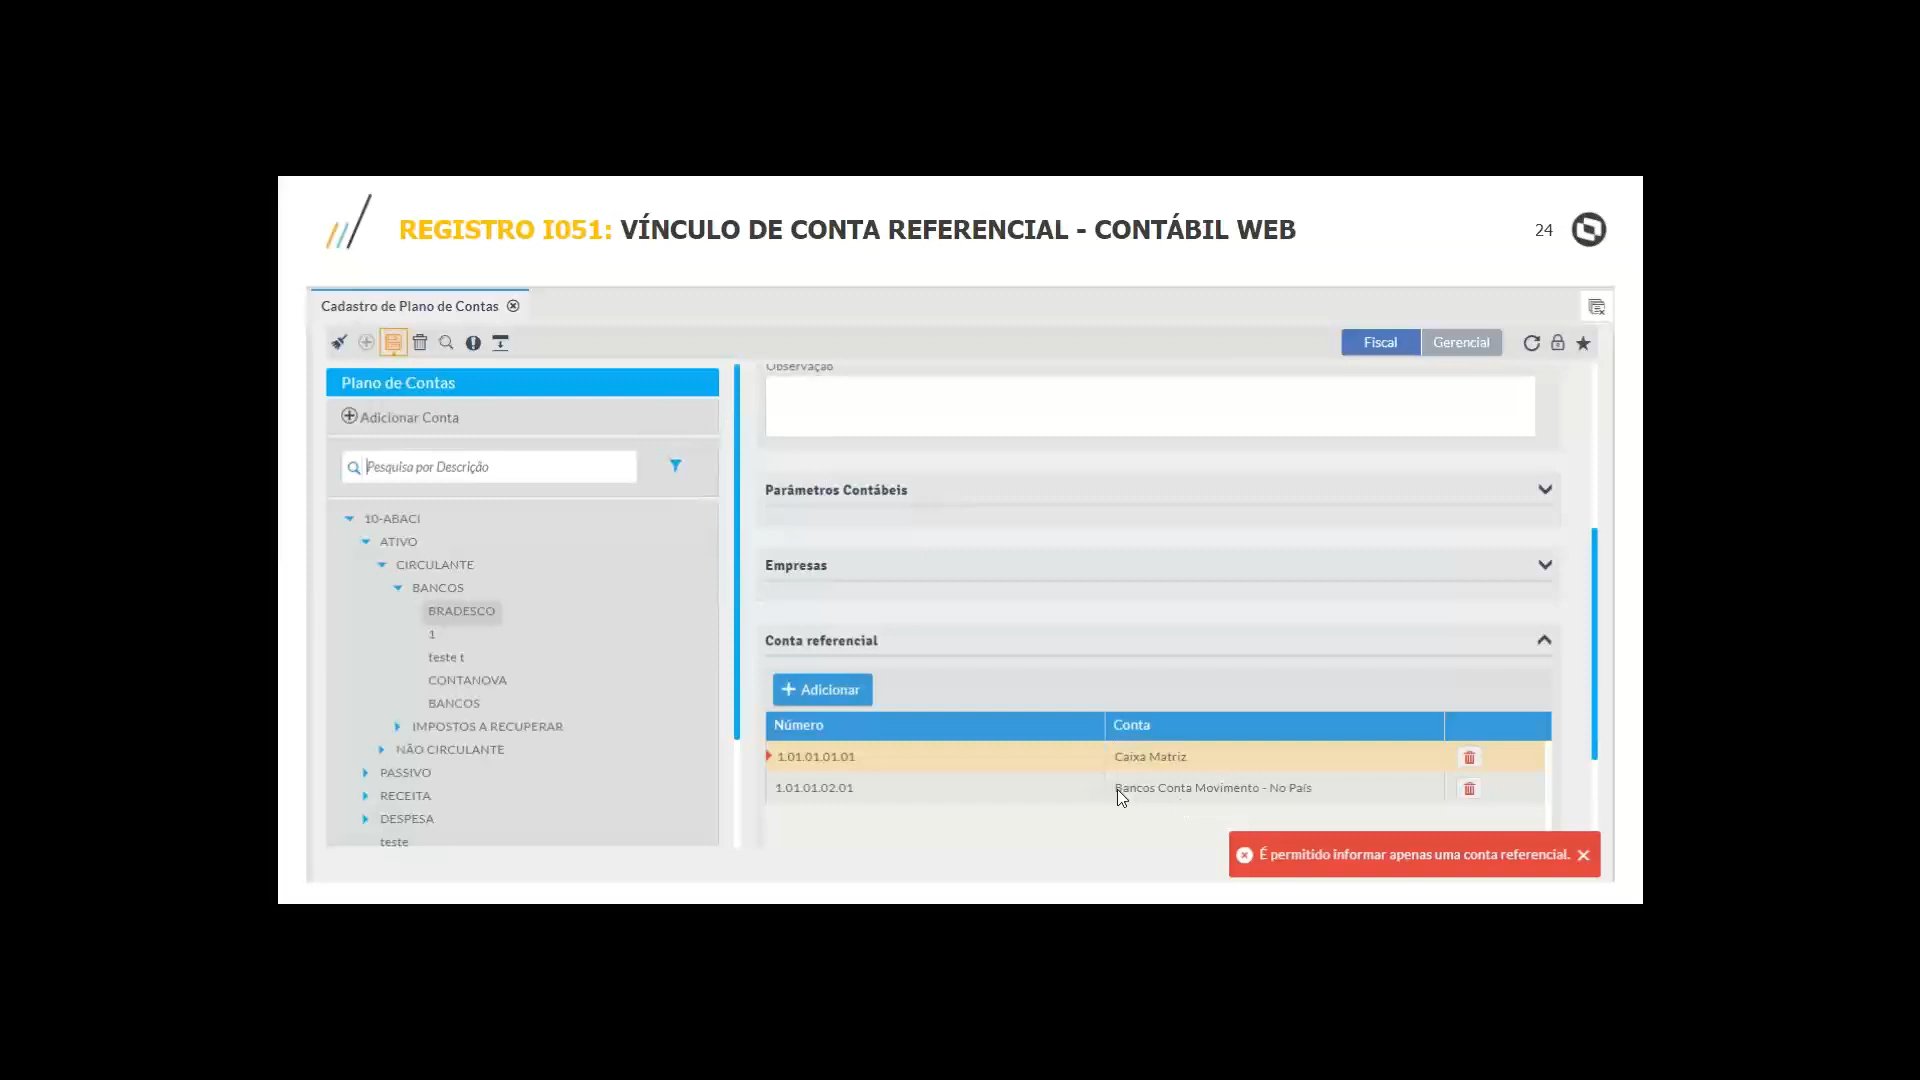 REGISTRO I051: VÍNCULO DE CONTA REFERENCIAL - CONTÁBIL WEB
24
Cadastro de Plano de Contas
Fiscal
Gerencial
Plano de Contas
Adicionar Conta
Pesquisa por Descrição
10-ABACI
ATIVO
CIRCULANTE
BANCOS
BRADESCO
1
teste t
CONTANOVA
BANCOS
IMPOSTOS A RECUPERAR
NÃO CIRCULANTE
PASSIVO
RECEITA
DESPESA
teste
Observação
Parâmetros Contábeis
Empresas
Conta referencial
Adicionar
Número Conta
1.01.01.01.01 Caixa Matriz
1.01.01.02.01 Bancos Conta Movimento - No País
É permitido informar apenas uma conta referencial.